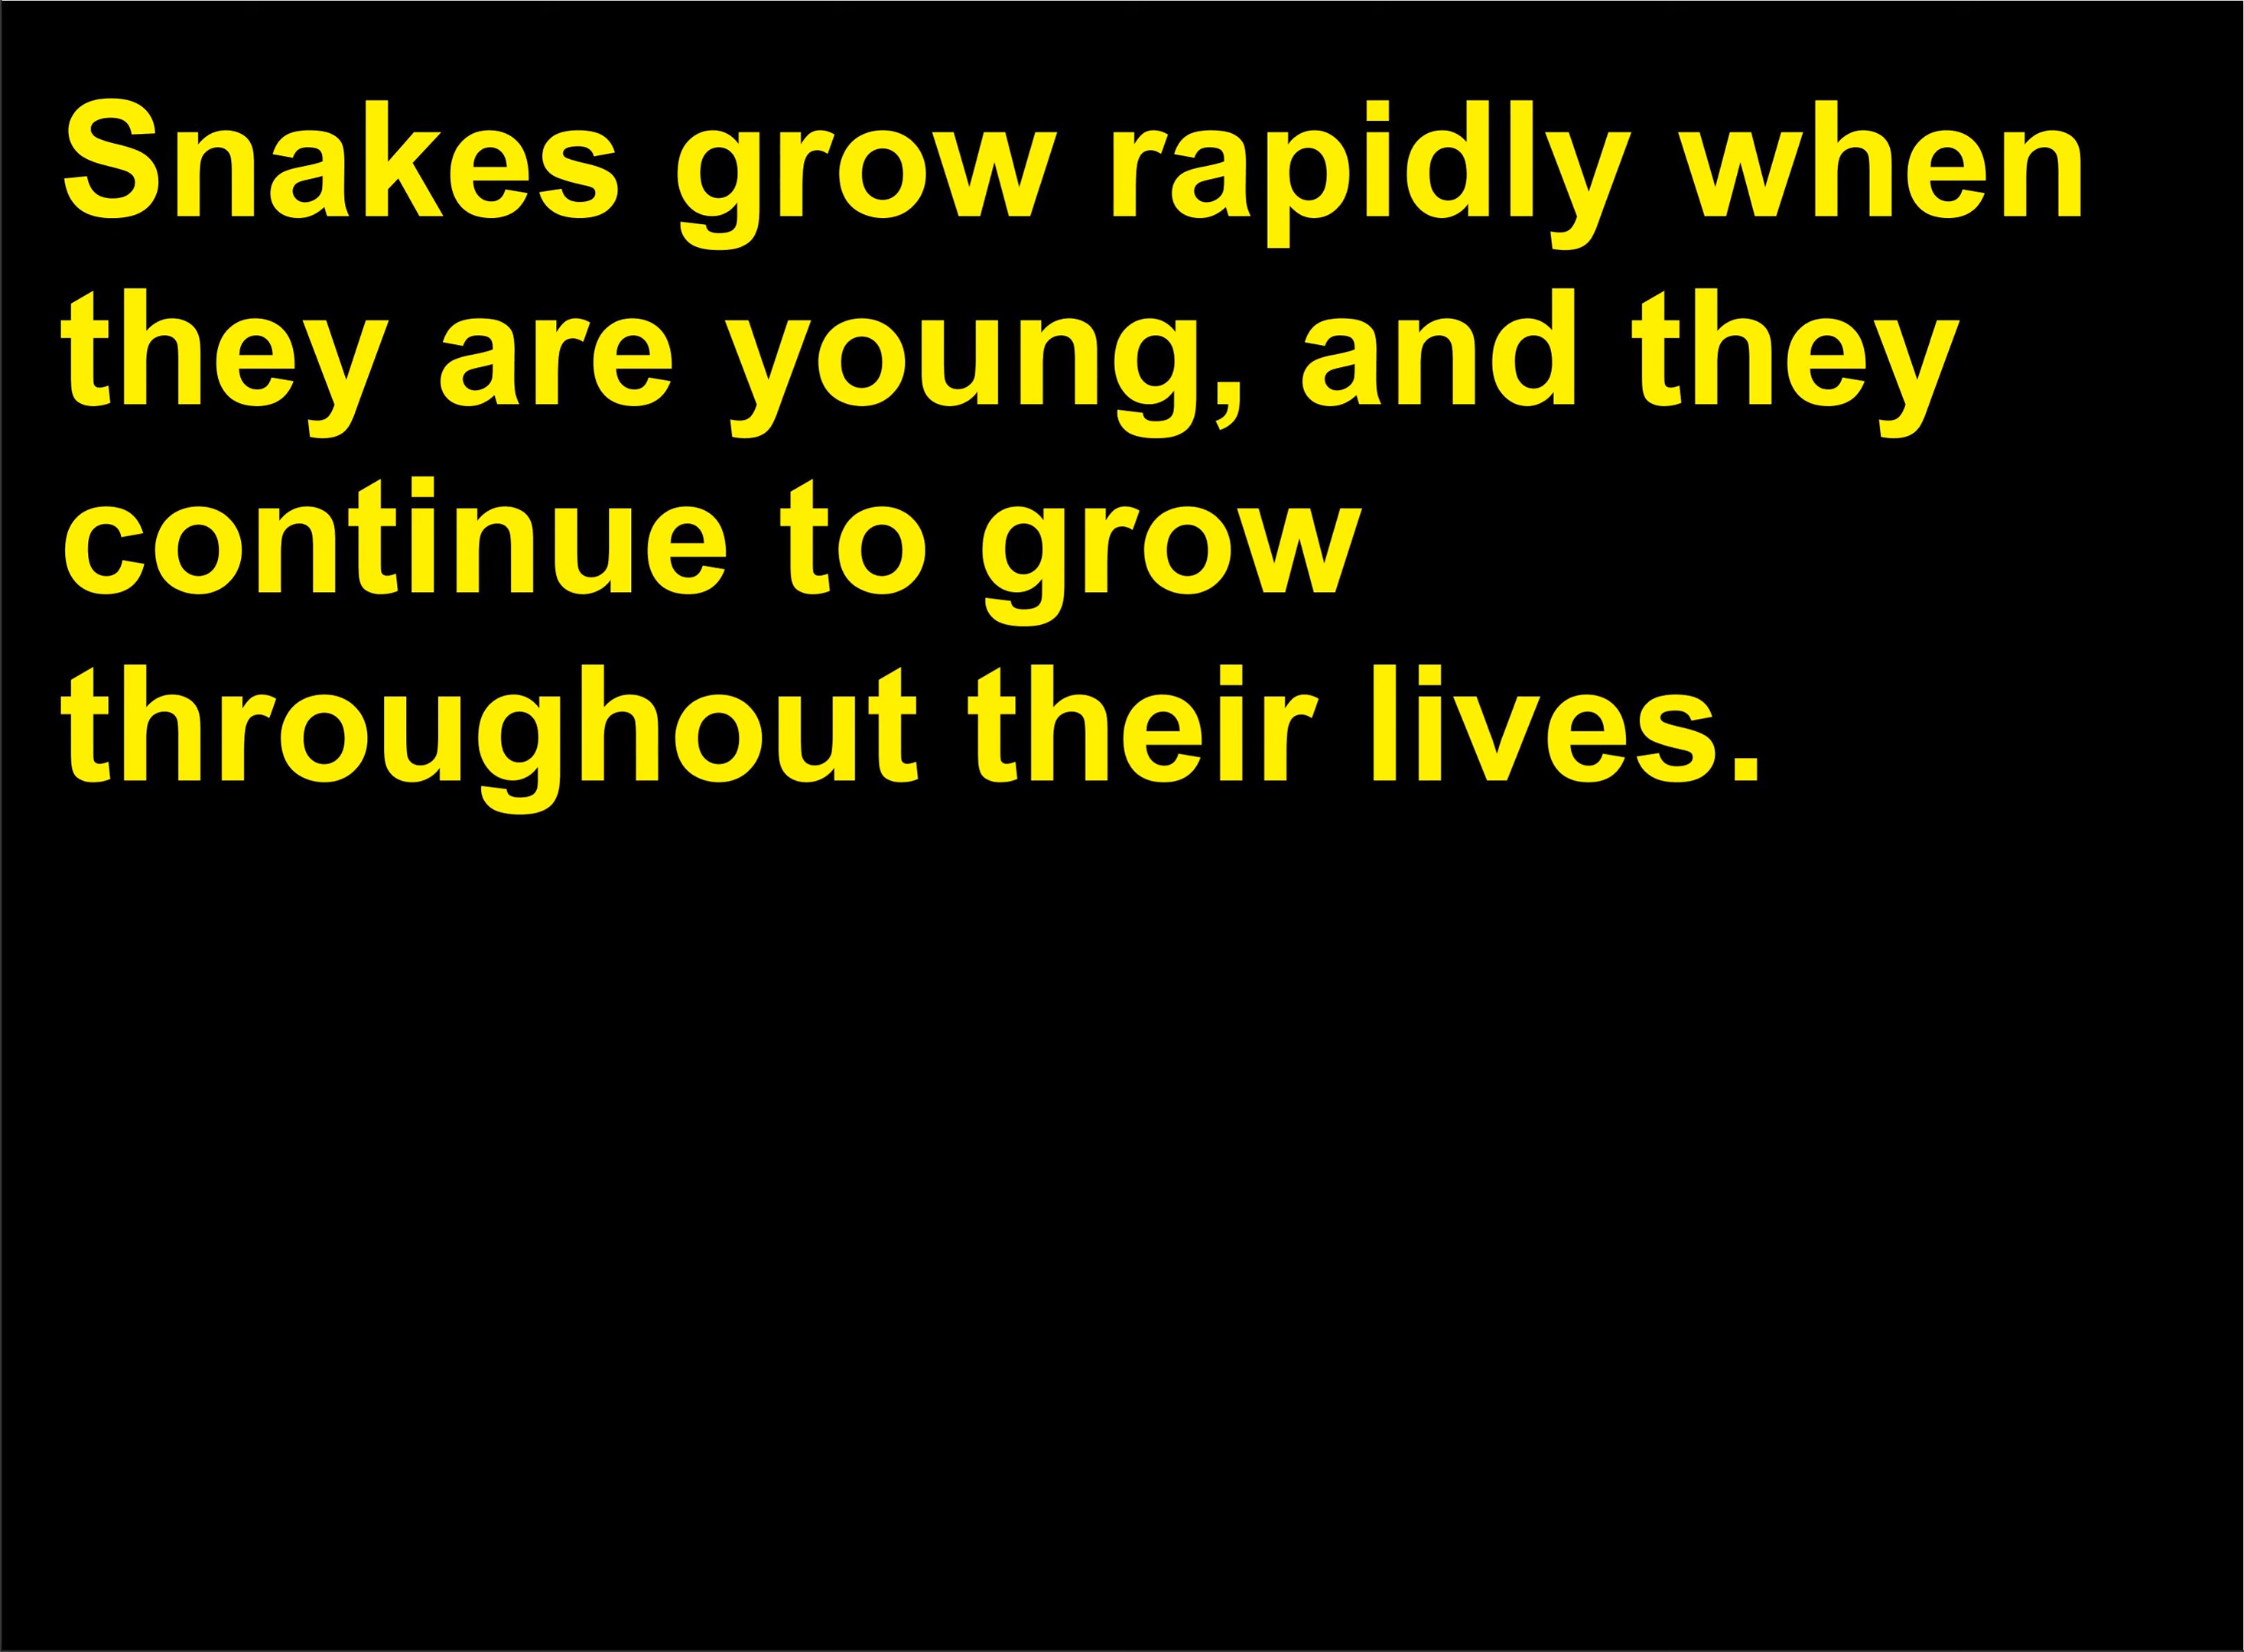 Snakes grow rapidly when
they are young, and they
continue to grow
throughout their lives.